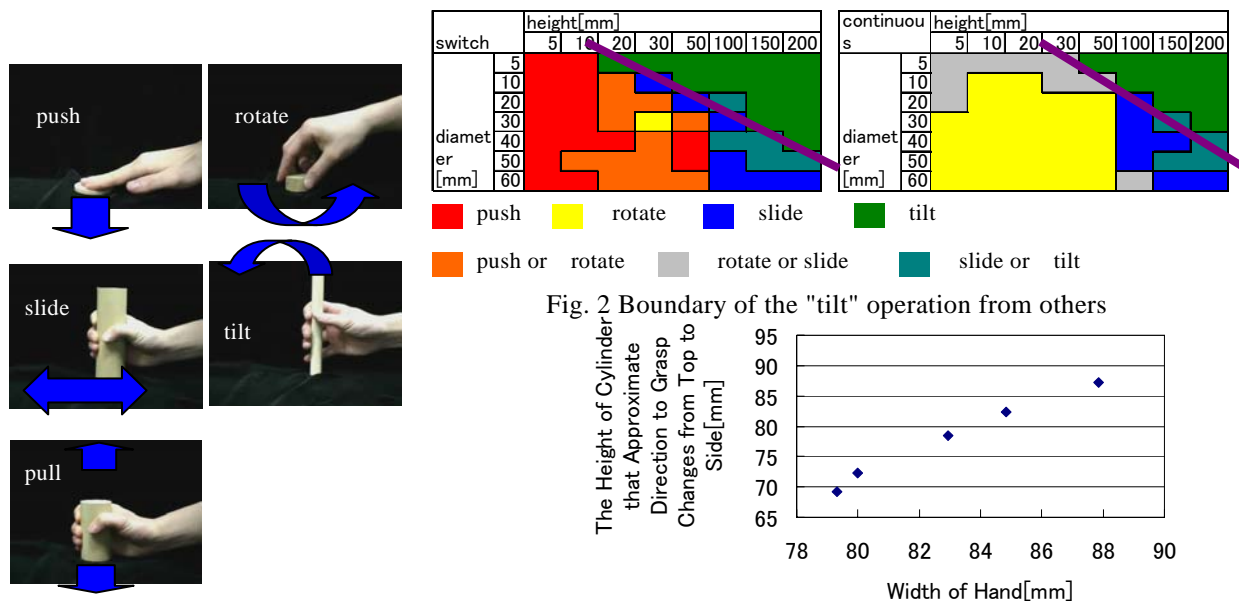 push
rotate
slide
tilt
pull
height[mm]
switch 5 10 20 30 50 100 150 200
5
10
20
30
diamet 40
er 50
[mm] 60
continuou height[mm]
s 5 10 20 30 50 100 150 200
5
10
20
30
diamet 40
er 50
[mm] 60
push rotate slide tilt
push or rotate rotate or slide slide or tilt
Fig. 2 Boundary of the "tilt" operation from others
The Height of Cylinder
that Approximate
Direction to Grasp
Changes from Top to
Side[mm]
95
90
85
80
75
70
65
78 80 82 84 86 88 90
Width of Hand[mm]